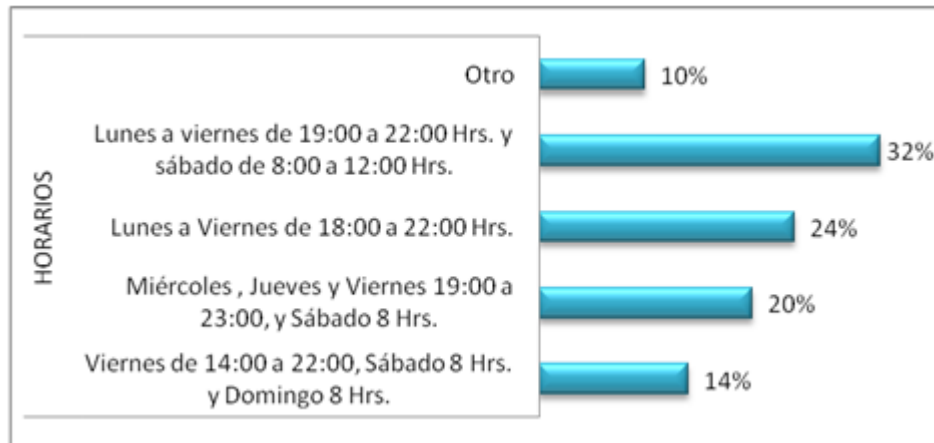 HORARIOS
Otro
10%
Lunes a viernes de 19:00 a 22:00 Hrs. y
sábado de 8:00 a 12:00 Hrs.
32%
Lunes a Viernes de 18:00 a 22:00 Hrs.
24%
Miércoles , Jueves y Viernes 19:00 a
23:00, y Sábado 8 Hrs.
20%
Viernes de 14:00 a 22:00, Sábado 8 Hrs.
y Domingo 8 Hrs.
14%